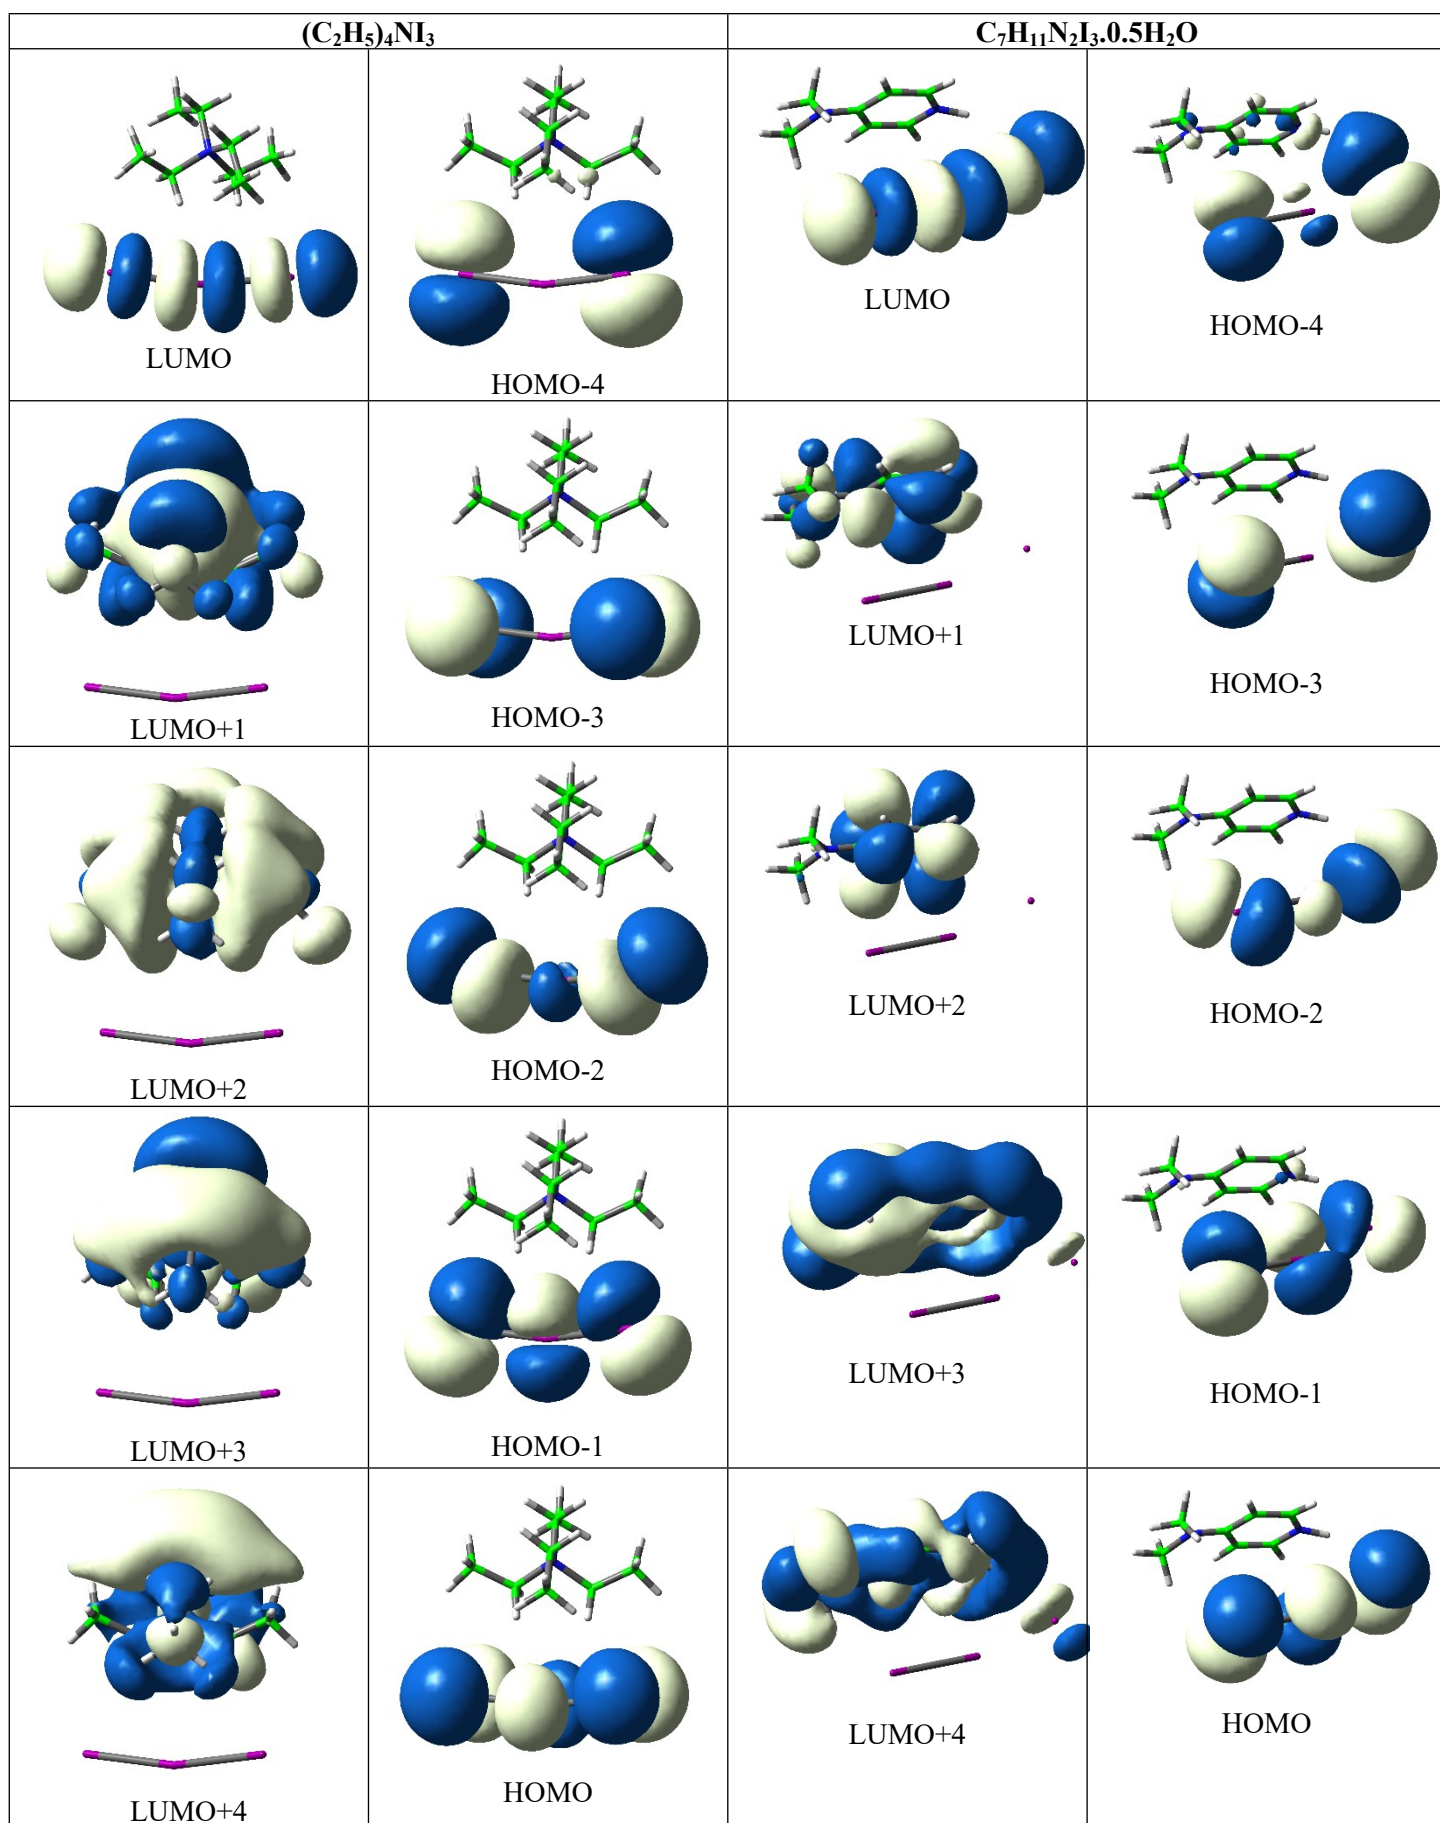 (C₂H₅)₄NI₃ C₇H₁₁N₂I₃.0.5H₂O
LUMO HOMO-4 LUMO HOMO-4
LUMO+1 HOMO-3 LUMO+1 HOMO-3
LUMO+2 HOMO-2 LUMO+2 HOMO-2
LUMO+3 HOMO-1 LUMO+3 HOMO-1
LUMO+4 HOMO LUMO+4 HOMO